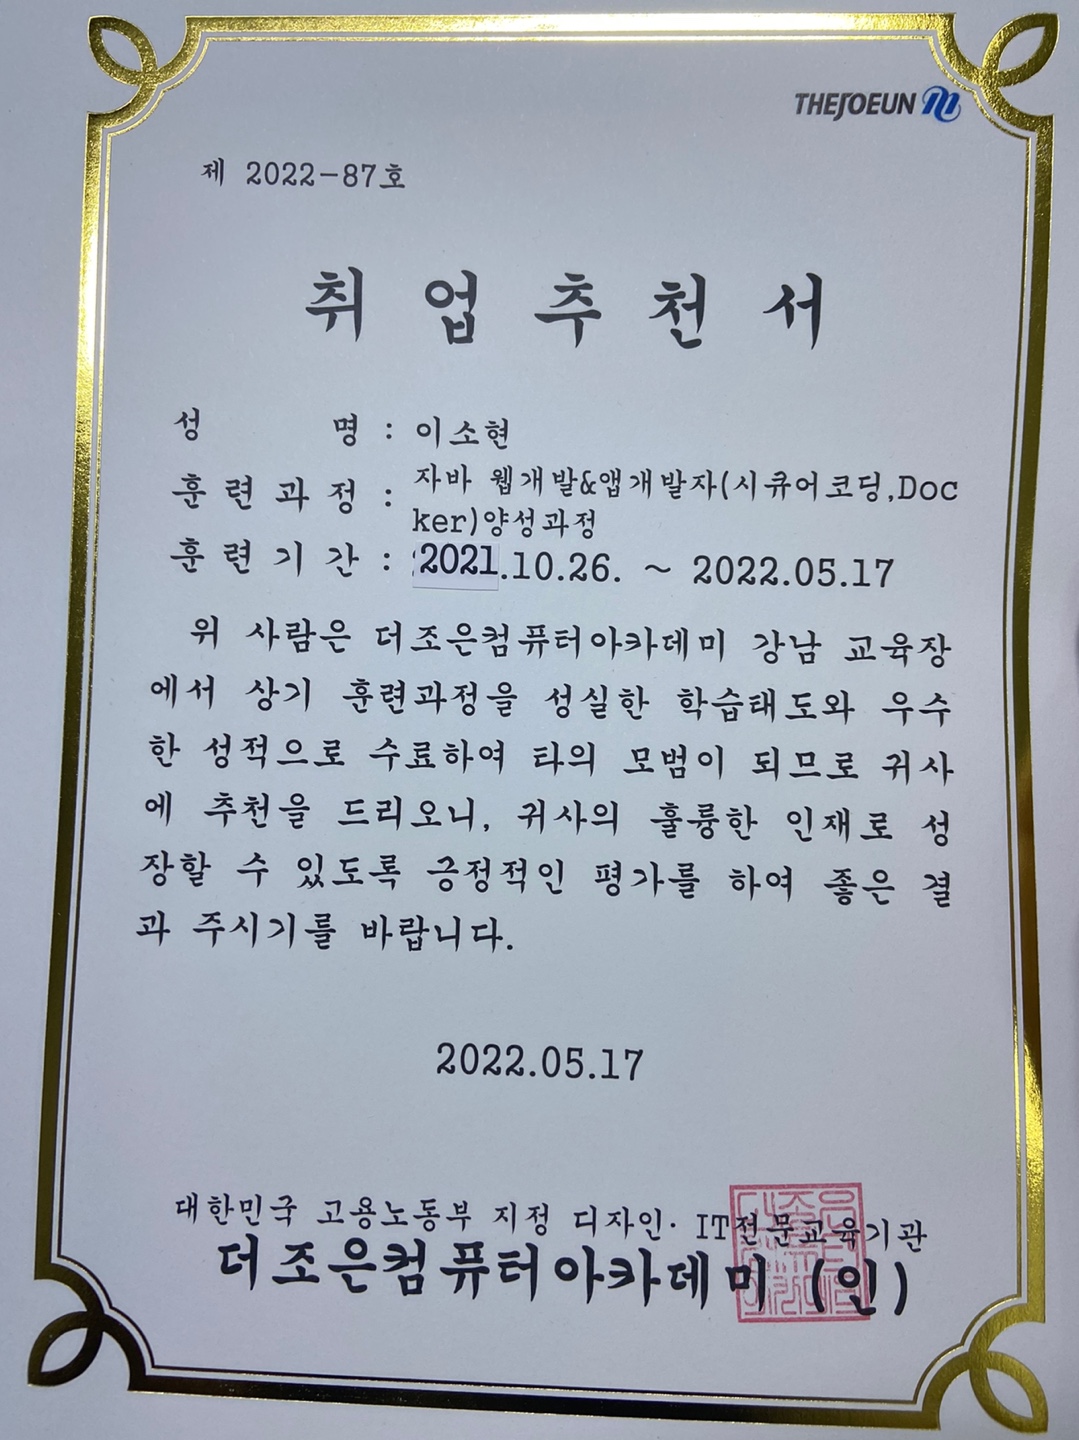 THEJOEUN
제 2022-87호
취 업 추 천 서
성 명 : 이소현
훈 련 과 정 : 자바 웹개발&앱개발자(시큐어코딩,Doc
ker)양성과정
훈 련 기 간 : 2021.10.26. ~ 2022.05.17
위 사람은 더조은컴퓨터아카데미 강남 교육장
에서 상기 훈련과정을 성실한 학습태도와 우수
한 성적으로 수료하여 타의 모범이 되므로 귀사
에 추천을 드리오니, 귀사의 훌륭한 인재로 성
장할 수 있도록 긍정적인 평가를 하여 좋은 결
과 주시기를 바랍니다.
2022.05.17
대한민국 고용노동부 지정 디자인· IT전문교육기관
더조은컴퓨터아카데미 (인)